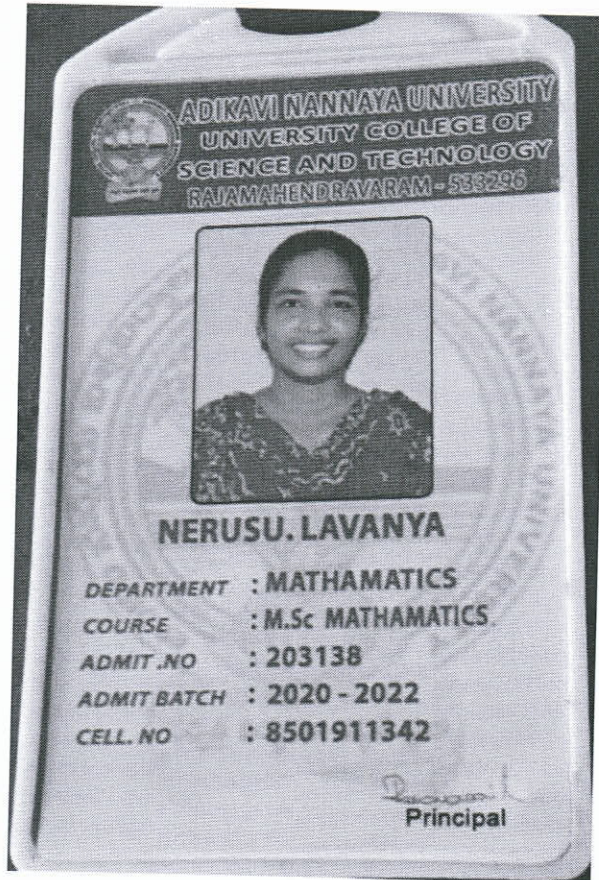 ADIKAVI NANNAYA UNIVERSITY
UNIVERSITY COLLEGE OF
SCIENCE AND TECHNOLOGY
RAJAMAHENDRAVARAM - 533296
NERUSU. LAVANYA
DEPARTMENT : MATHAMATICS
COURSE : M.Sc MATHAMATICS
ADMIT .NO : 203138
ADMIT BATCH : 2020 - 2022
CELL. NO : 8501911342
Principal